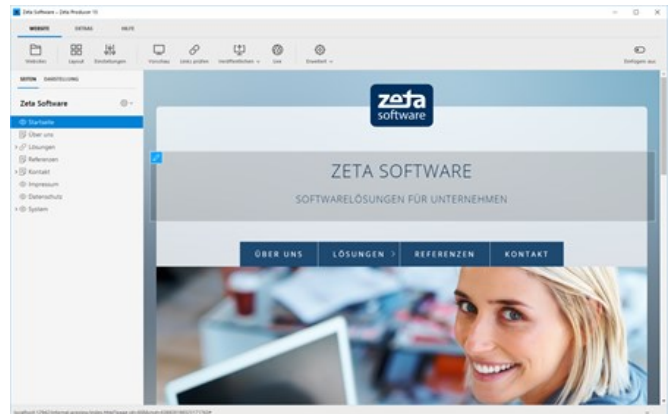 Zeta Software – Zeta Producer 15
WEBSITE EXTRAS HILFE
Websites Layout Einstellungen Vorschau Links prüfen Veröffentlichen Live Erweitert Einfügen aus
SEITEN DARSTELLUNG
Zeta Software
Startseite
Über uns
Lösungen
Referenzen
Kontakt
Impressum
Datenschutz
System
zeta
software
ZETA SOFTWARE
SOFTWARELÖSUNGEN FÜR UNTERNEHMEN
ÜBER UNS LÖSUNGEN REFERENZEN KONTAKT